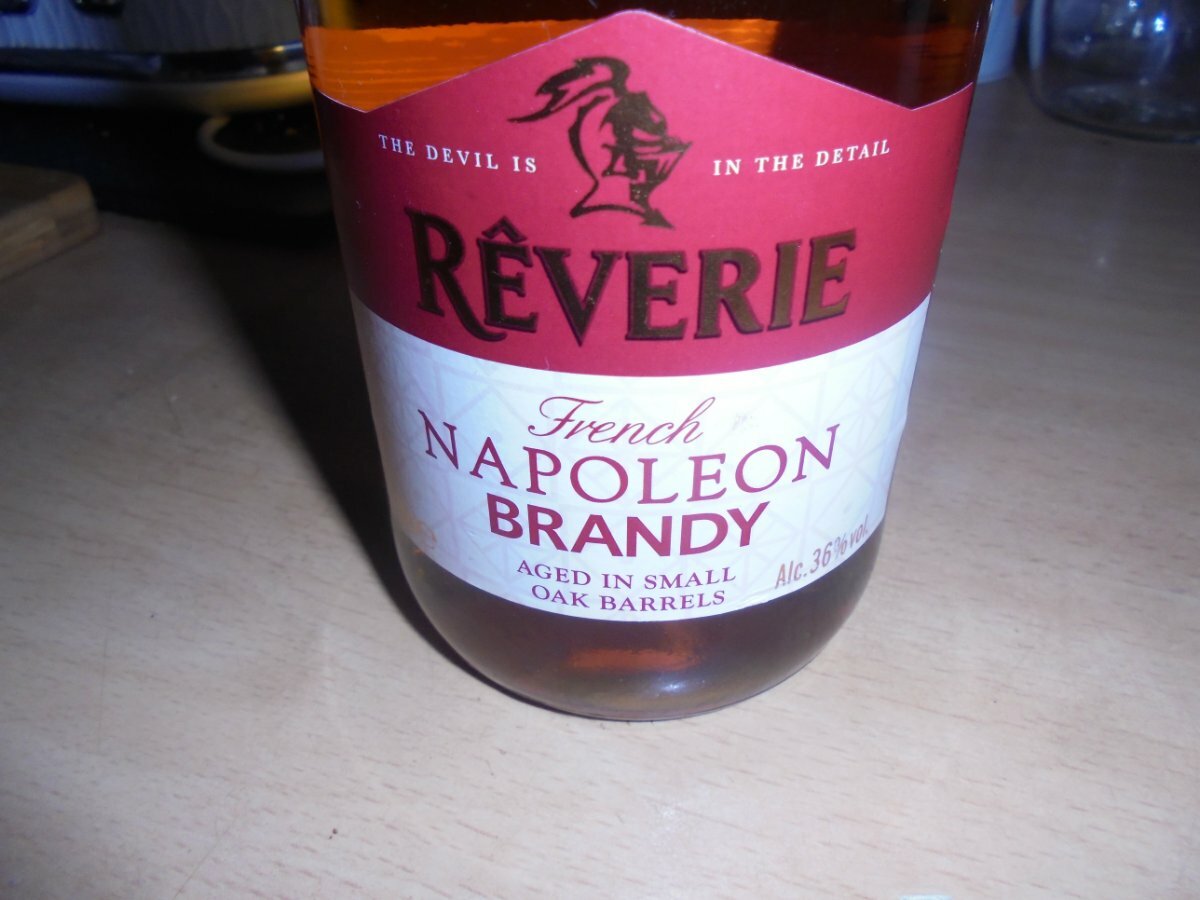 THE DEVIL IS IN THE DETAIL
RÊVERIE
French
NAPOLEON
BRANDY
AGED IN SMALL
OAK BARRELS
Alc. 36% vol.